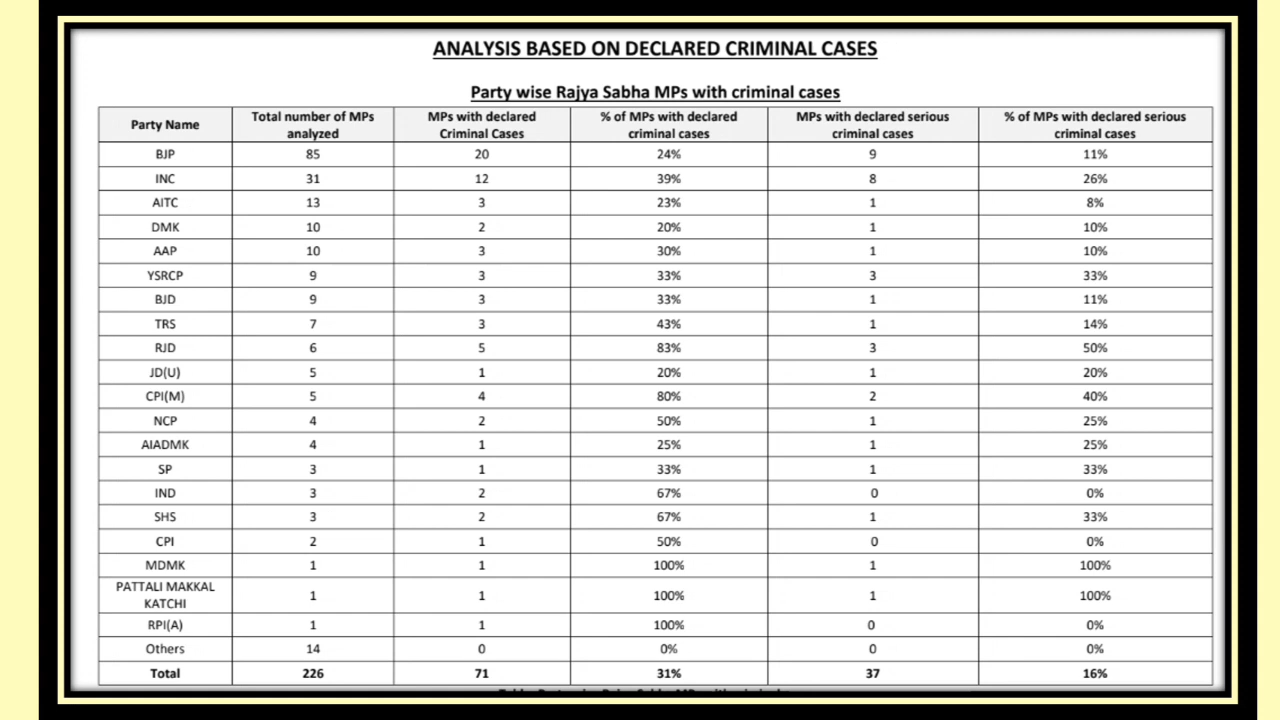 ANALYSIS BASED ON DECLARED CRIMINAL CASES
Party wise Rajya Sabha MPs with criminal cases
Party Name | Total number of MPs analyzed | MPs with declared Criminal Cases | % of MPs with declared criminal cases | MPs with declared serious criminal cases | % of MPs with declared serious criminal cases
BJP 85 20 24% 9 11%
INC 31 12 39% 8 26%
AITC 13 3 23% 1 8%
DMK 10 2 20% 1 10%
AAP 10 3 30% 1 10%
YSRCP 9 3 33% 3 33%
BJD 9 3 33% 1 11%
TRS 7 3 43% 1 14%
RJD 6 5 83% 3 50%
JD(U) 5 1 20% 1 20%
CPI(M) 5 4 80% 2 40%
NCP 4 2 50% 1 25%
AIADMK 4 1 25% 1 25%
SP 3 1 33% 1 33%
IND 3 2 67% 0 0%
SHS 3 2 67% 1 33%
CPI 2 1 50% 0 0%
MDMK 1 1 100% 1 100%
PATTALI MAKKAL KATCHI 1 1 100% 1 100%
RPI(A) 1 1 100% 0 0%
Others 14 0 0% 0 0%
Total 226 71 31% 37 16%